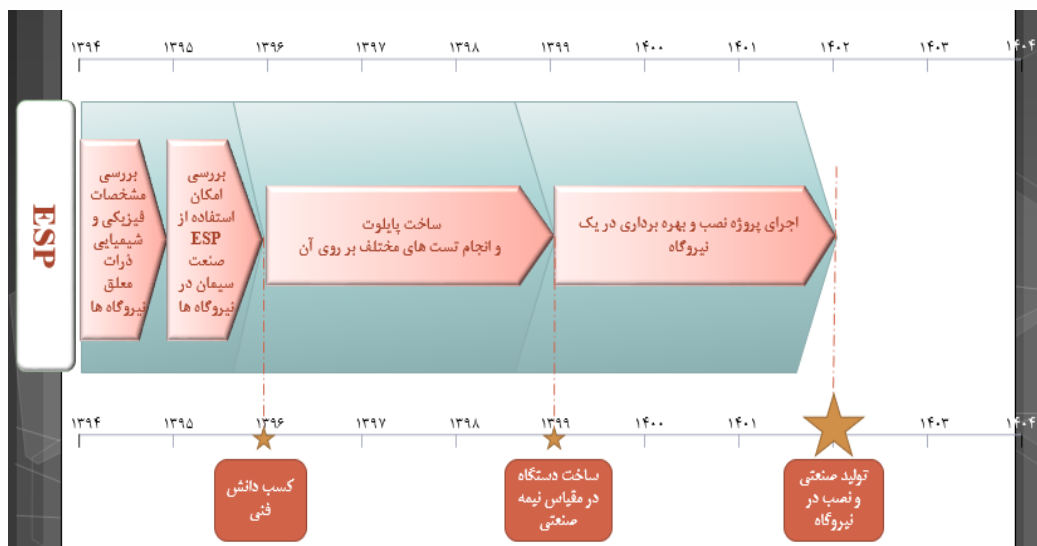 ۱۳۹۴ ۱۳۹۵ ۱۳۹۶ ۱۳۹۷ ۱۳۹۸ ۱۳۹۹ ۱۴۰۰ ۱۴۰۱ ۱۴۰۲ ۱۴۰۳ ۱۴۰۴
ESP
بررسی
مشخصات
فیزیکی و
شیمیایی
ذرات
معلق
نیروگاه ها
بررسی
امکان
استفاده از
ESP
صنعت
سیمان در
نیروگاه ها
ساخت پایلوت
و انجام تست های مختلف بر روی آن
اجرای پروژه نصب و بهره برداری در یک
نیروگاه
۱۳۹۴ ۱۳۹۵ ۱۳۹۶ ۱۳۹۷ ۱۳۹۸ ۱۳۹۹ ۱۴۰۰ ۱۴۰۱ ۱۴۰۲ ۱۴۰۳ ۱۴۰۴
کسب دانش
فنی
ساخت دستگاه
در مقیاس نیمه
صنعتی
تولید صنعتی
و نصب در
نیروگاه